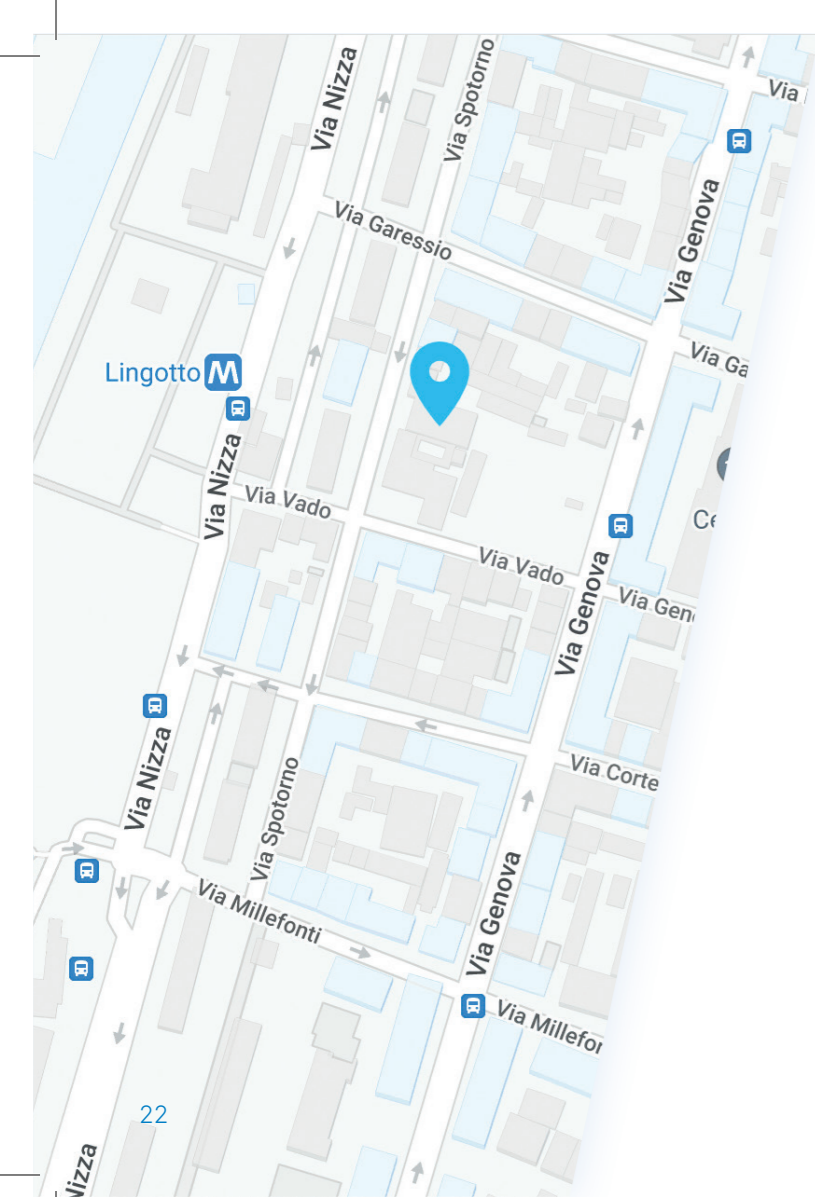 Via Nizza
Via Spotorno
Via
Via Genova
Via Garessio
Via Ga
Lingotto M
Via Nizza
Via Vado
Ce
Via Vado
Via Gen
Via Genova
Via Nizza
Via Spotorno
Via Corte
Via Genova
Via Millefonti
Via Millefor
22
Nizza